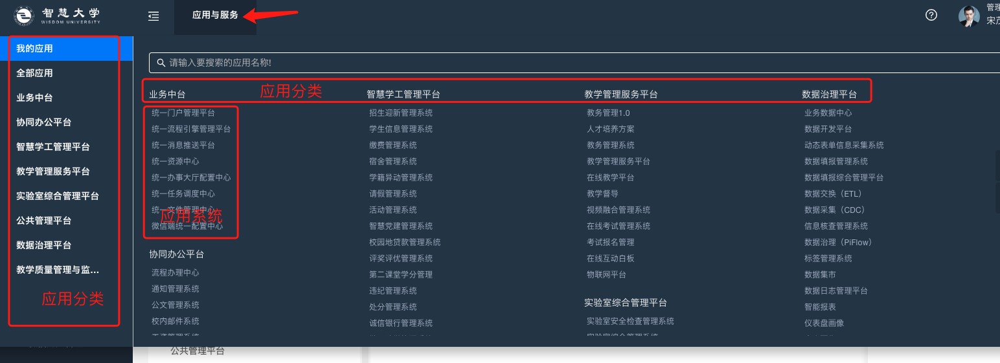 智慧大学
WISDOM UNIVERSITY
应用与服务
管理
我的应用
全部应用
业务中台
协同办公平台
智慧学工管理平台
教学管理服务平台
实验室综合管理平台
公共管理平台
数据治理平台
教学质量管理与监...
应用分类
请输入要搜索的应用名称!
应用分类
业务中台
统一门户管理平台
统一流程引擎管理平台
统一消息推送平台
统一资源中心
统一办事大厅配置中心
统一任务调度中心
统一文件管理中心
微信端统一配置中心
应用系统
协同办公平台
流程办理中心
通知管理系统
公文管理系统
校内邮件系统
智慧学工管理平台
招生迎新管理系统
学生信息管理系统
缴费管理系统
宿舍管理系统
学籍异动管理系统
请假管理系统
活动管理系统
智慧党建管理系统
校园地贷款管理系统
评奖评优管理系统
第二课堂学分管理
违纪管理系统
处分管理系统
诚信银行管理系统
教学管理服务平台
教务管理1.0
人才培养方案
教务管理系统
教学管理服务平台
在线教学平台
教学督导
视频融合管理系统
在线考试管理系统
考试报名管理
在线互动白板
物联网平台
实验室综合管理平台
实验室安全检查管理系统
数据治理平台
业务数据中心
数据开发平台
动态表单信息采集系统
数据填报管理系统
数据填报综合管理平台
数据交换（ETL）
数据采集（CDC）
信息核查管理系统
数据治理（PiFlow）
标签管理系统
数据集市
数据日志管理平台
智能报表
仪表盘画像
公共管理平台